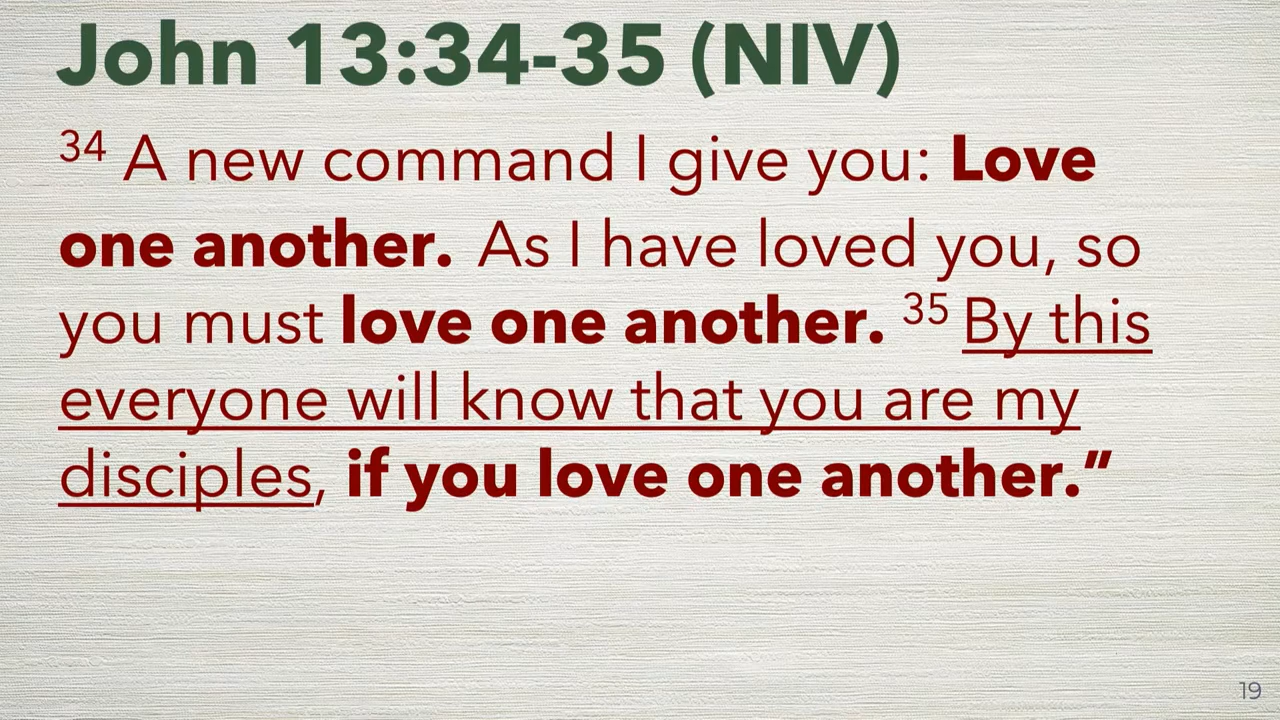 John 13:34-35 (NIV)
34 A new command I give you: Love
one another. As I have loved you, so
you must love one another. 35 By this
everyone will know that you are my
disciples, if you love one another.”
19